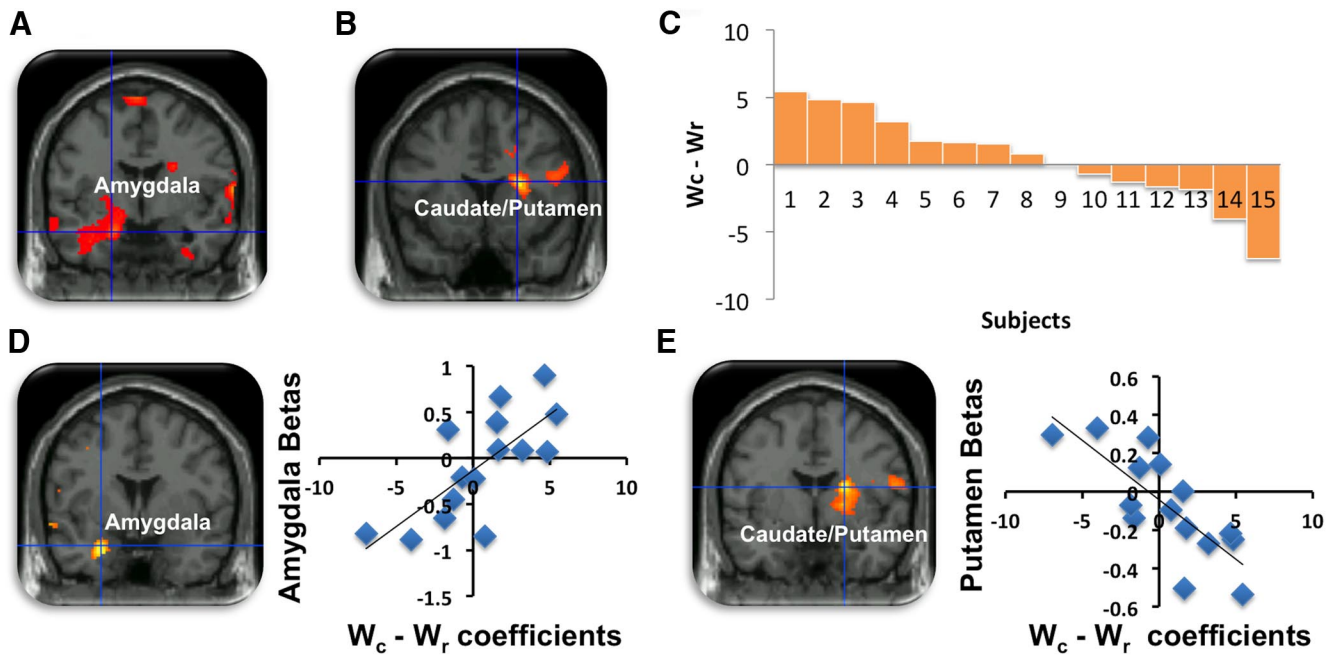 A
B
C
Amygdala
Caudate/Putamen
10
5
0
-5
-10
Wc - Wr
1 2 3 4 5 6 7 8 9 10 11 12 13 14 15
Subjects
D
E
Amygdala
Amygdala Betas
1
0.5
0
-0.5
-1
-1.5
-10 -5 0 5 10
Wc - Wr coefficients
Caudate/Putamen
Putamen Betas
0.6
0.4
0.2
0
-0.2
-0.4
-0.6
-10 -5 0 5 10
Wc - Wr coefficients